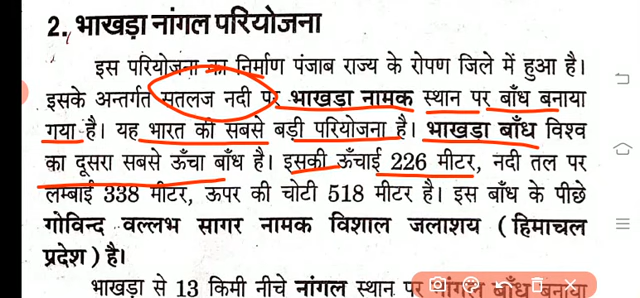 2. भाखड़ा नांगल परियोजना
इस परियोजना का निर्माण पंजाब राज्य के रोपण जिले में हुआ है।
इसके अन्तर्गत सतलज नदी पर भाखड़ा नामक स्थान पर बाँध बनाया
गया है। यह भारत की सबसे बड़ी परियोजना है। भाखड़ा बाँध विश्व
का दूसरा सबसे ऊँचा बाँध है। इसकी ऊँचाई 226 मीटर, नदी तल पर
लम्बाई 338 मीटर, ऊपर की चोटी 518 मीटर है। इस बाँध के पीछे
गोविन्द वल्लभ सागर नामक विशाल जलाशय (हिमाचल
प्रदेश) है।
भाखड़ा से 13 किमी नीचे नांगल स्थान पर नांगल बाँध बनाया